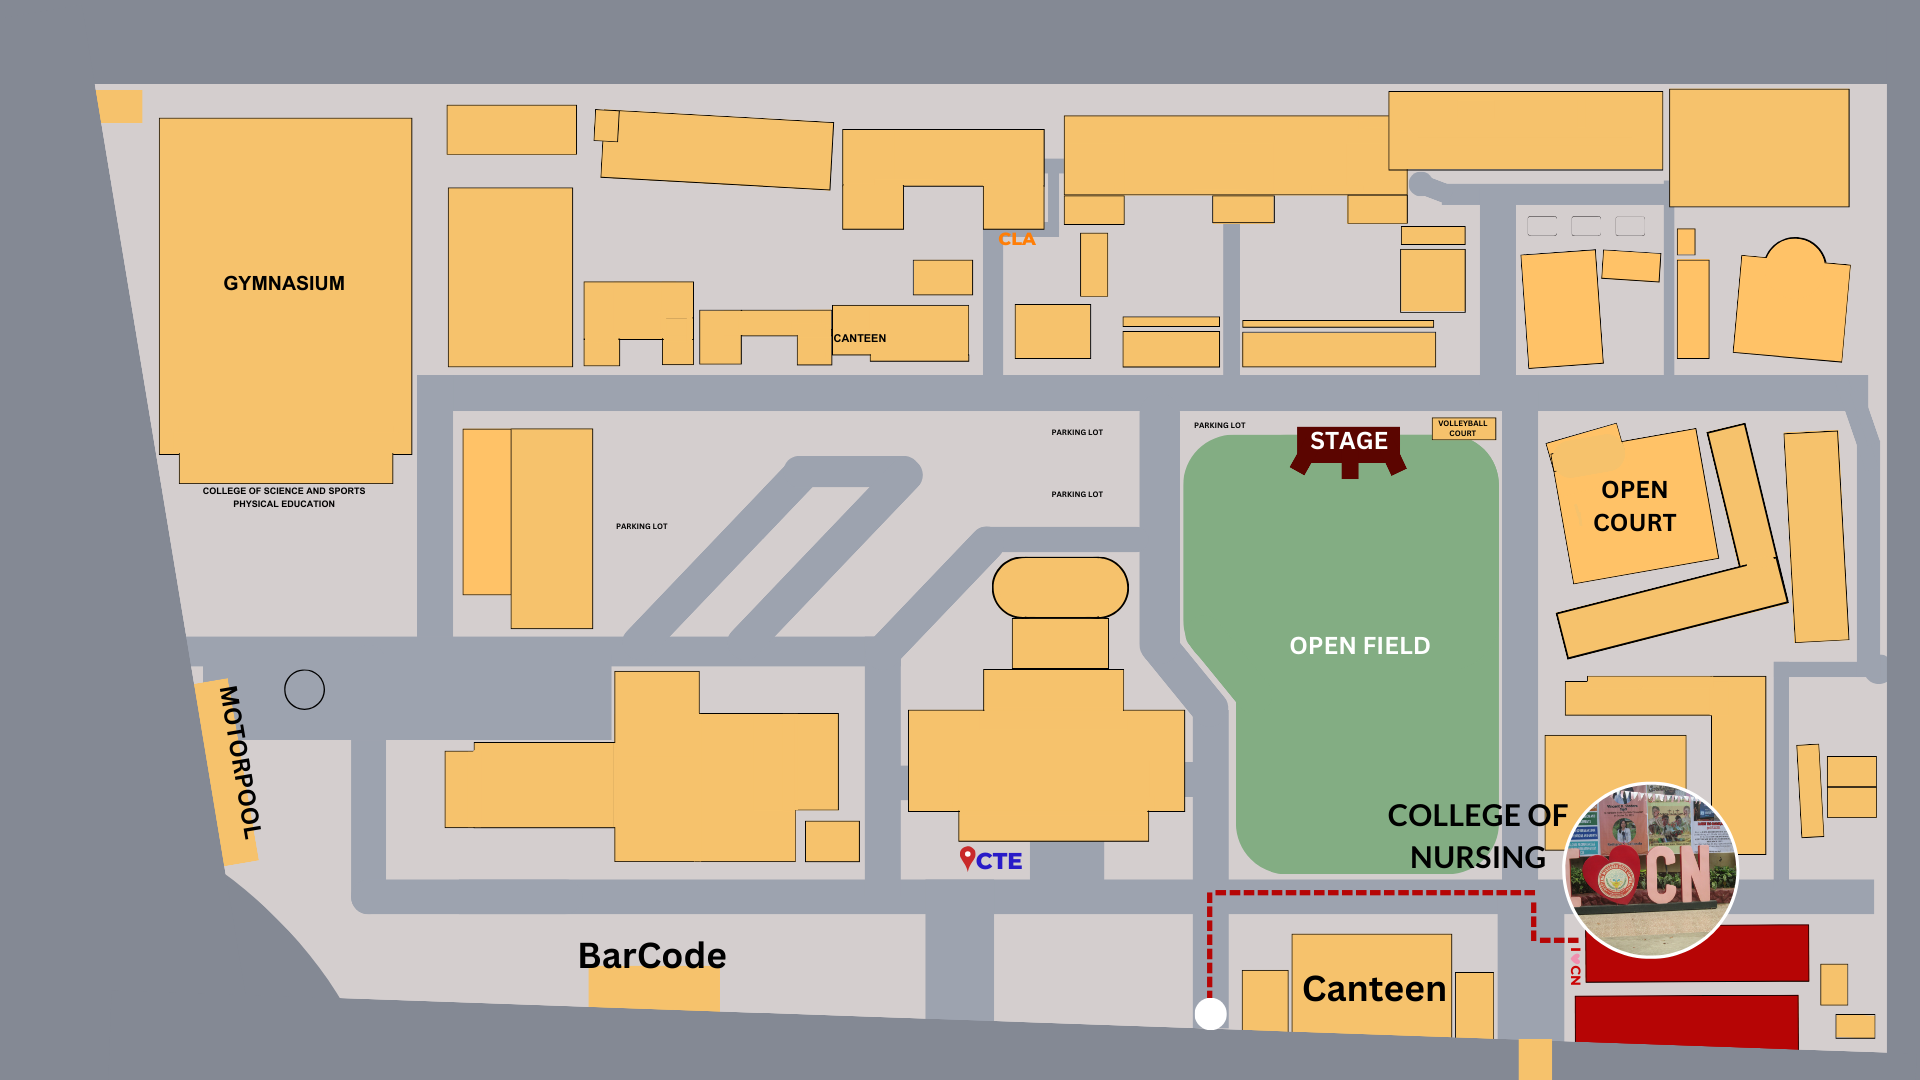 CLA
GYMNASIUM
CANTEEN
PARKING LOT
PARKING LOT
STAGE
VOLLEYBALL
COURT
COLLEGE OF SCIENCE AND SPORTS
PHYSICAL EDUCATION
PARKING LOT
PARKING LOT
OPEN
COURT
OPEN FIELD
MOTORPOOL
COLLEGE OF
NURSING
CTE
CN
BarCode
Canteen
I CN